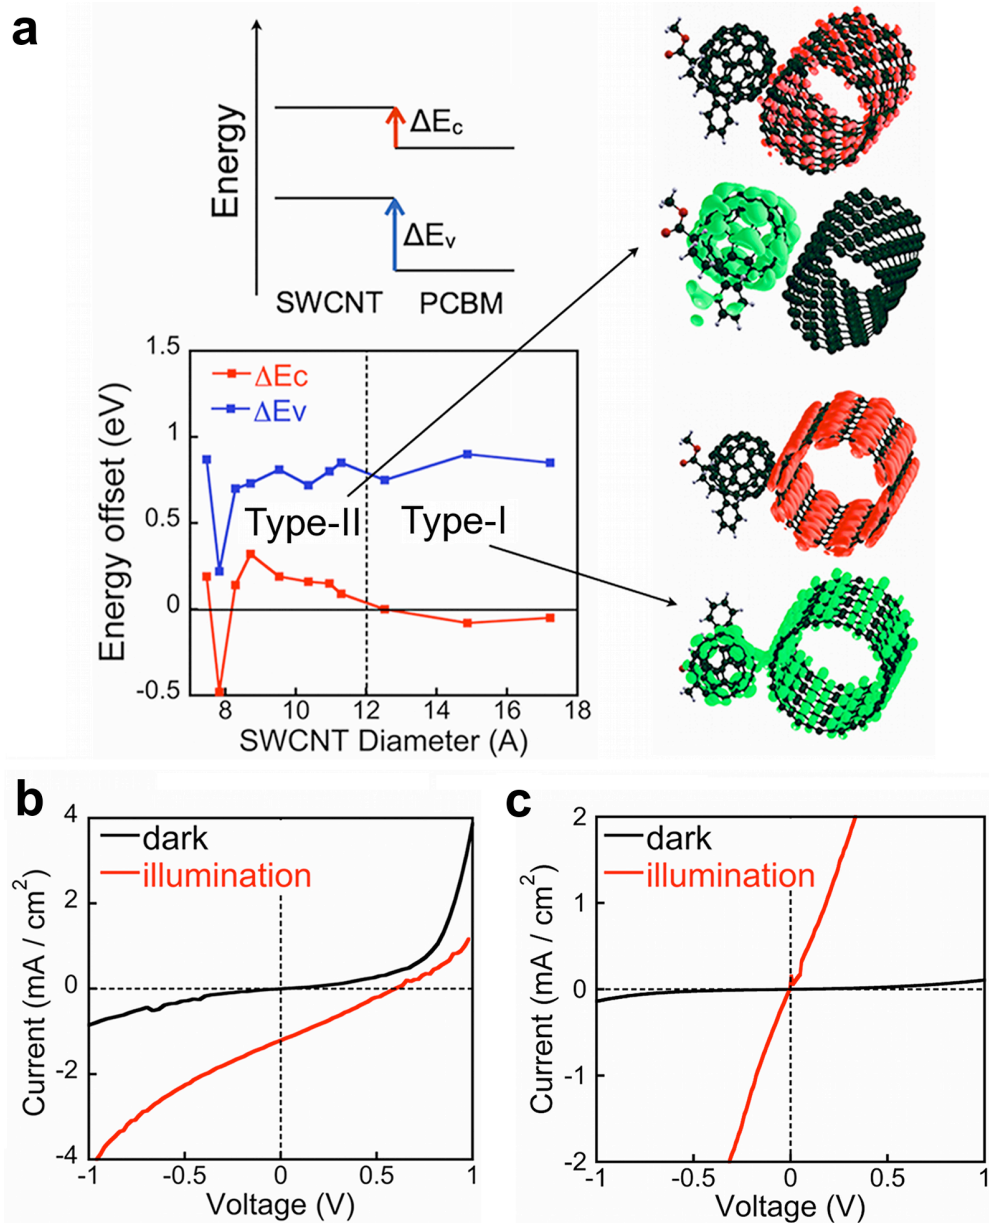 a
Energy
ΔEc
ΔEv
SWCNT
PCBM
Energy offset (eV)
1.5
1
0.5
0
-0.5
ΔEc
ΔEv
Type-II
Type-I
8
10
12
14
16
18
SWCNT Diameter (A)
b
Current (mA / cm²)
4
2
0
-2
-4
dark
illumination
-1
-0.5
0
0.5
1
Voltage (V)
c
Current (mA / cm²)
2
1
0
-1
-2
dark
illumination
-1
-0.5
0
0.5
1
Voltage (V)